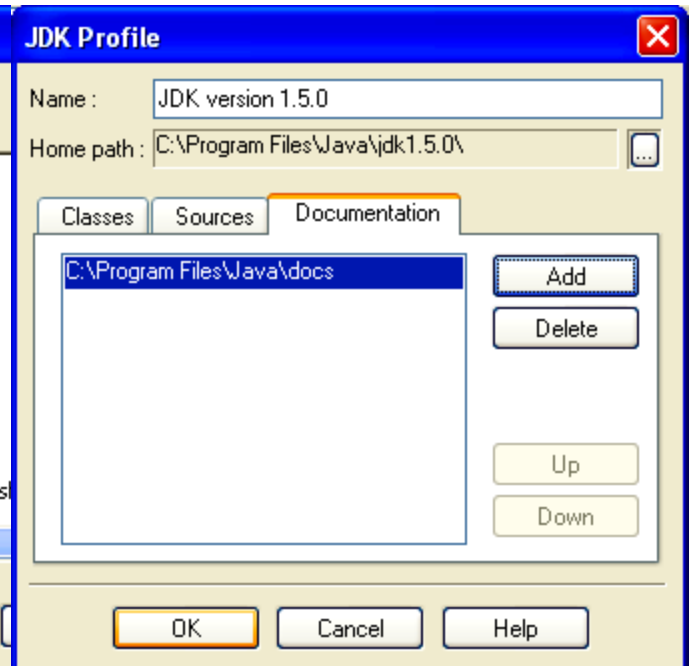 JDK Profile
Name : JDK version 1.5.0
Home path : C:\Program Files\Java\jdk1.5.0\ ...
Classes Sources Documentation
C:\Program Files\Java\docs
Add
Delete
Up
Down
OK Cancel Help